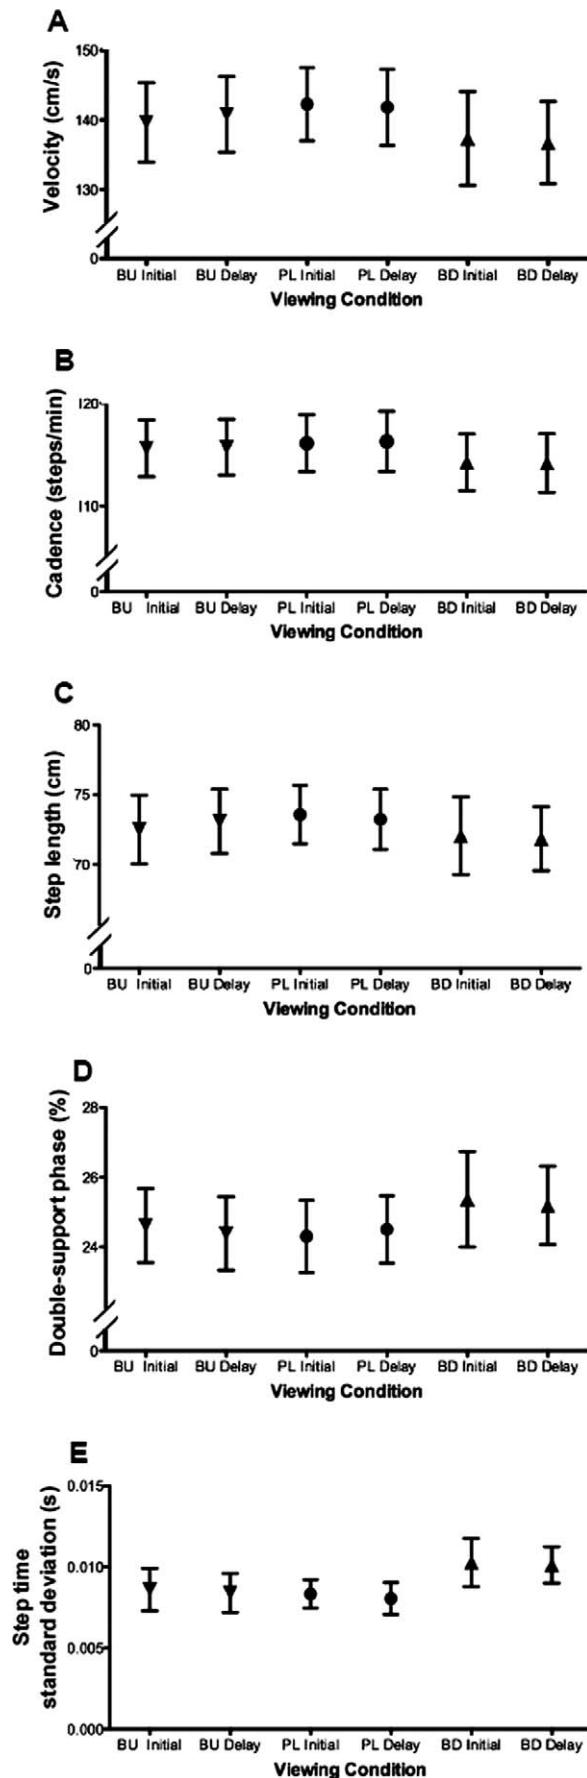 A
Velocity (cm/s)
150
140
130
0
BU Initial BU Delay PL Initial PL Delay BD Initial BD Delay
Viewing Condition
B
Cadence (steps/min)
120
110
0
BU Initial BU Delay PL Initial PL Delay BD Initial BD Delay
Viewing Condition
C
Step length (cm)
80
75
70
0
BU Initial BU Delay PL Initial PL Delay BD Initial BD Delay
Viewing Condition
D
Double-support phase (%)
28
26
24
0
BU Initial BU Delay PL Initial PL Delay BD Initial BD Delay
Viewing Condition
E
Step time
standard deviation (s)
0.015
0.010
0.005
0.000
BU Initial BU Delay PL Initial PL Delay BD Initial BD Delay
Viewing Condition